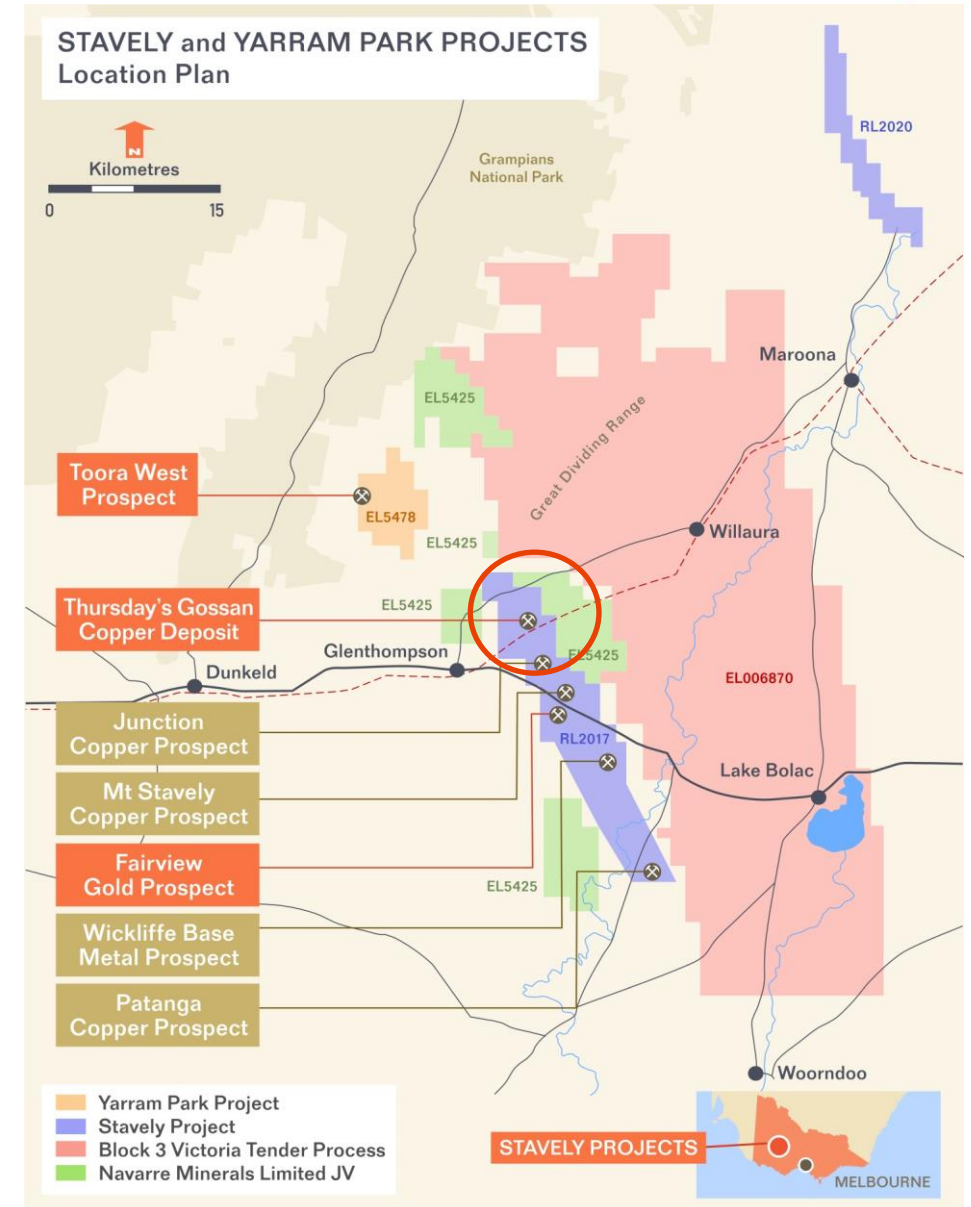 STAVELY and YARRAM PARK PROJECTS
Location Plan
N
Kilometres
0 15
RL2020
Grampians
National Park
Maroona
EL5425
Great Dividing Range
Toora West
Prospect
EL5478
Willaura
EL5425
Thursday's Gossan
Copper Deposit
EL5425
Glenthompson
EL5425
Dunkeld
EL006870
Junction
Copper Prospect
RL2017
Lake Bolac
Mt Stavely
Copper Prospect
Fairview
Gold Prospect
EL5425
Wickliffe Base
Metal Prospect
Patanga
Copper Prospect
Woorndoo
Yarram Park Project
Stavely Project
Block 3 Victoria Tender Process
Navarre Minerals Limited JV
STAVELY PROJECTS
MELBOURNE